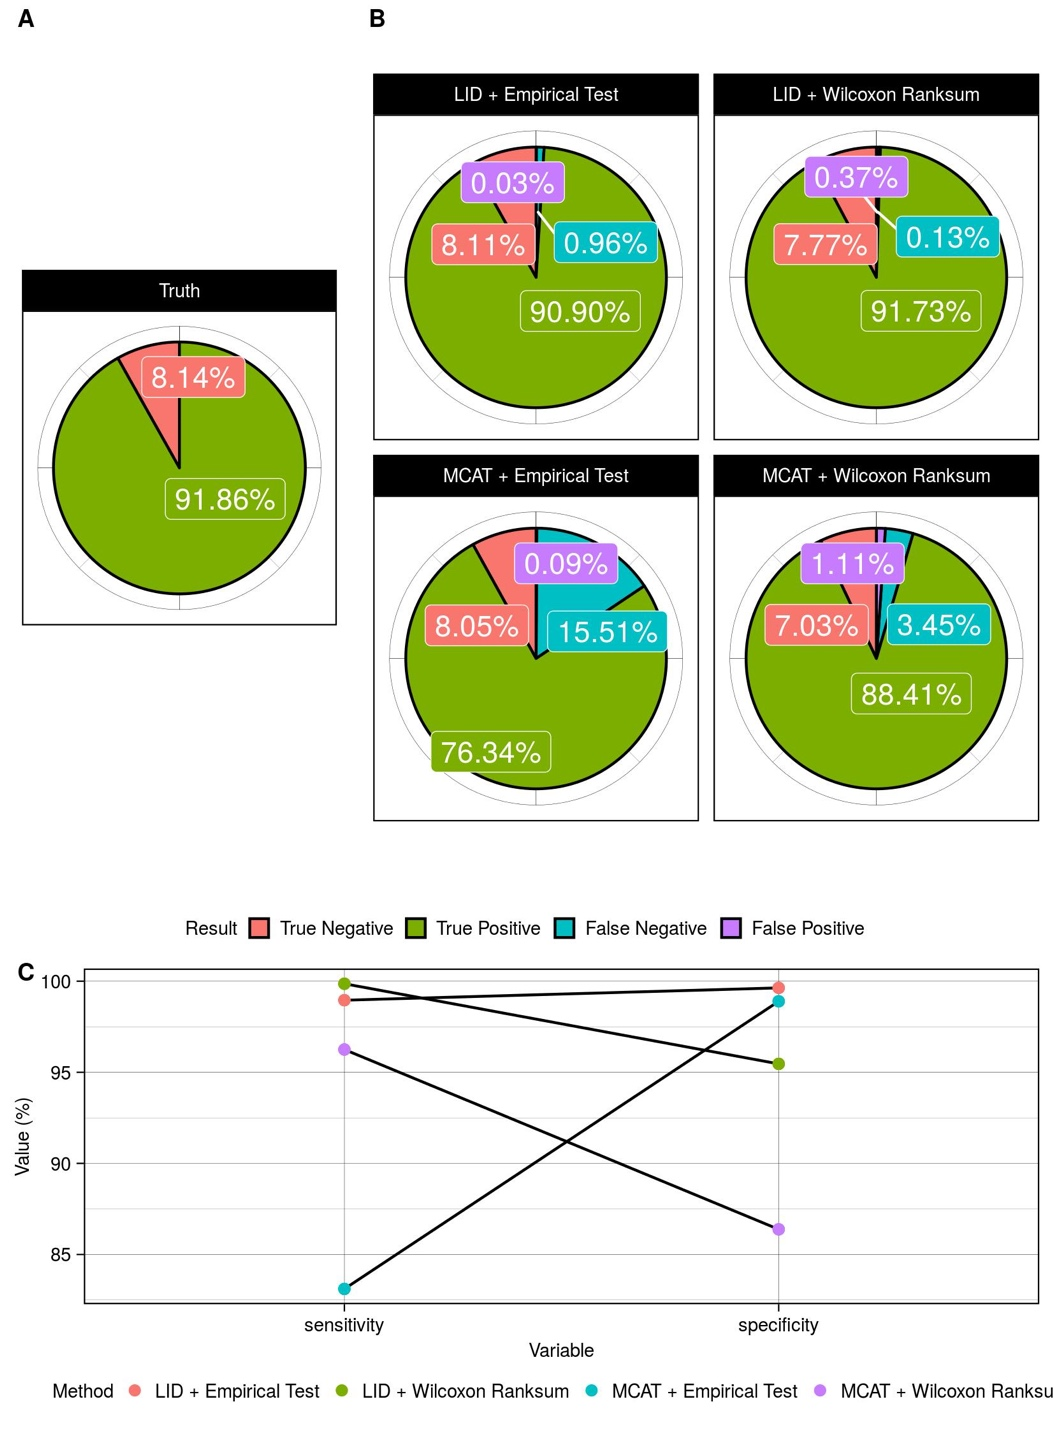 A
B
Truth
8.14%
91.86%
LID + Empirical Test
0.03%
8.11%
0.96%
90.90%
LID + Wilcoxon Ranksum
0.37%
7.77%
0.13%
91.73%
MCAT + Empirical Test
0.09%
8.05%
15.51%
76.34%
MCAT + Wilcoxon Ranksum
1.11%
7.03%
3.45%
88.41%
Result True Negative True Positive False Negative False Positive
C
100
95
90
85
Value (%)
sensitivity specificity
Variable
Method LID + Empirical Test LID + Wilcoxon Ranksum MCAT + Empirical Test MCAT + Wilcoxon Ranksu